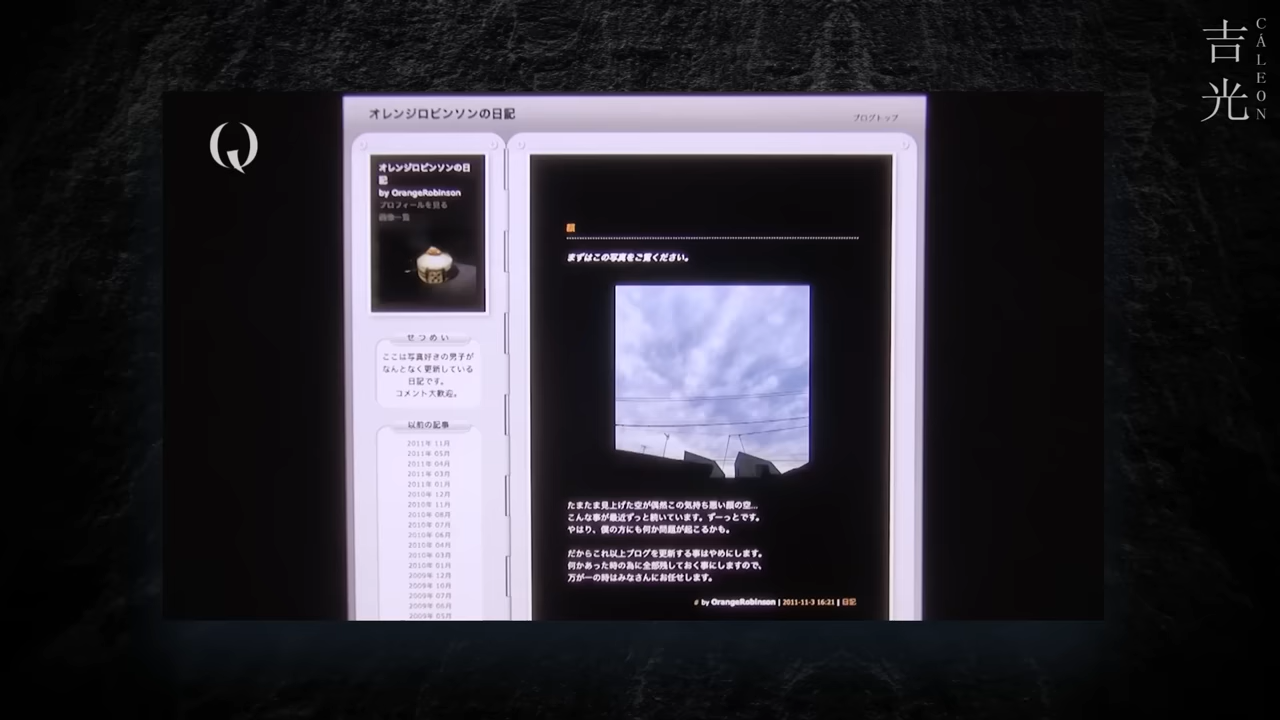 吉光
CÁLEON
Q
オレンジロビンソンの日記
ブログトップ
オレンジロビンソンの日
記
by OrangeRobinson
プロフィールを見る
画像一覧
せつめい
ここは写真好きの男子が
なんとなく更新している
日記です。
コメント大歓迎。
以前の記事
2011年 11月
2011年 05月
2011年 04月
2011年 03月
2011年 01月
2010年 12月
2010年 11月
2010年 08月
2010年 07月
2010年 06月
2010年 04月
2010年 03月
2010年 01月
2009年 12月
2009年 10月
2009年 07月
2009年 06月
2009年 05月
顔
まずはこの写真をご覧ください。
たまたま見上げた空が偶然この気持ち悪い顔の空...
こんな事が最近ずっと続いています。ずーっとです。
やはり、僕の方にも何か問題が起こるかも。
だからこれ以上ブログを更新する事はやめにします。
何かあった時の為に全部残しておく事にしますので、
万が一の時はみなさんにお任せします。
# by OrangeRobinson | 2011-11-3 16:21 | 日記